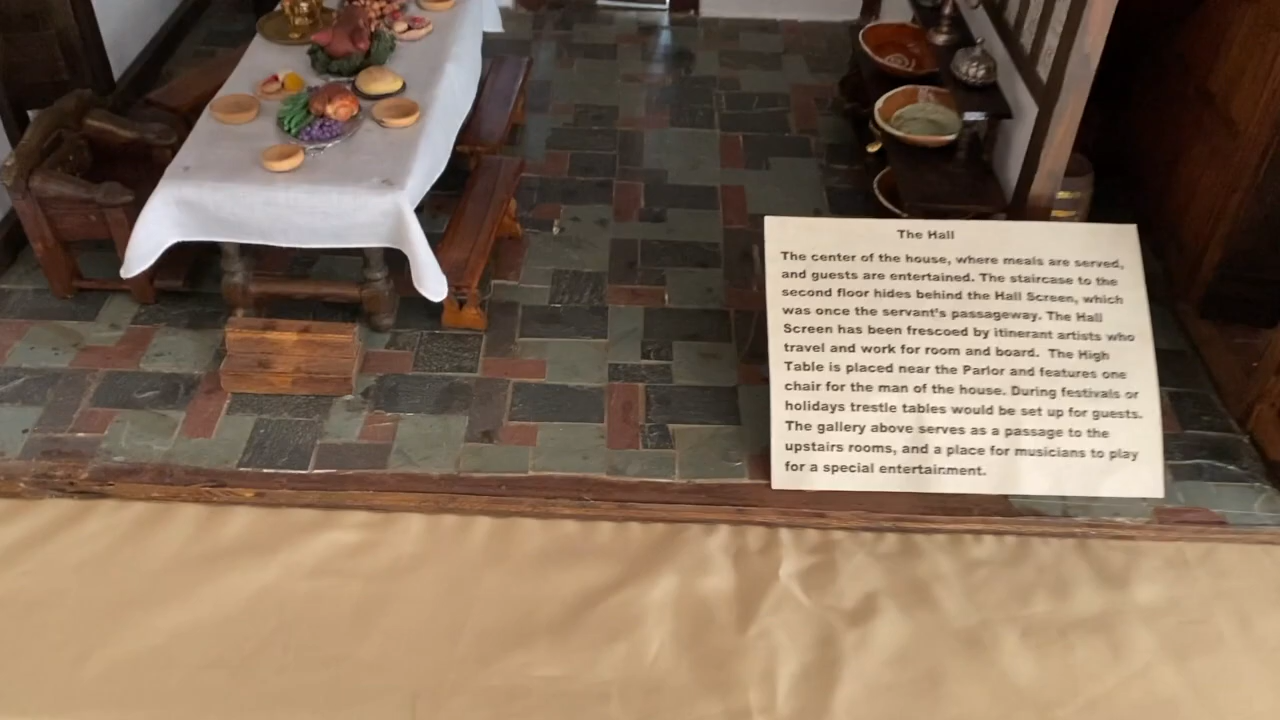 The Hall
The center of the house, where meals are served,
and guests are entertained. The staircase to the
second floor hides behind the Hall Screen, which
was once the servant's passageway. The Hall
Screen has been frescoed by itinerant artists who
travel and work for room and board. The High
Table is placed near the Parlor and features one
chair for the man of the house. During festivals or
holidays trestle tables would be set up for guests.
The gallery above serves as a passage to the
upstairs rooms, and a place for musicians to play
for a special entertainment.